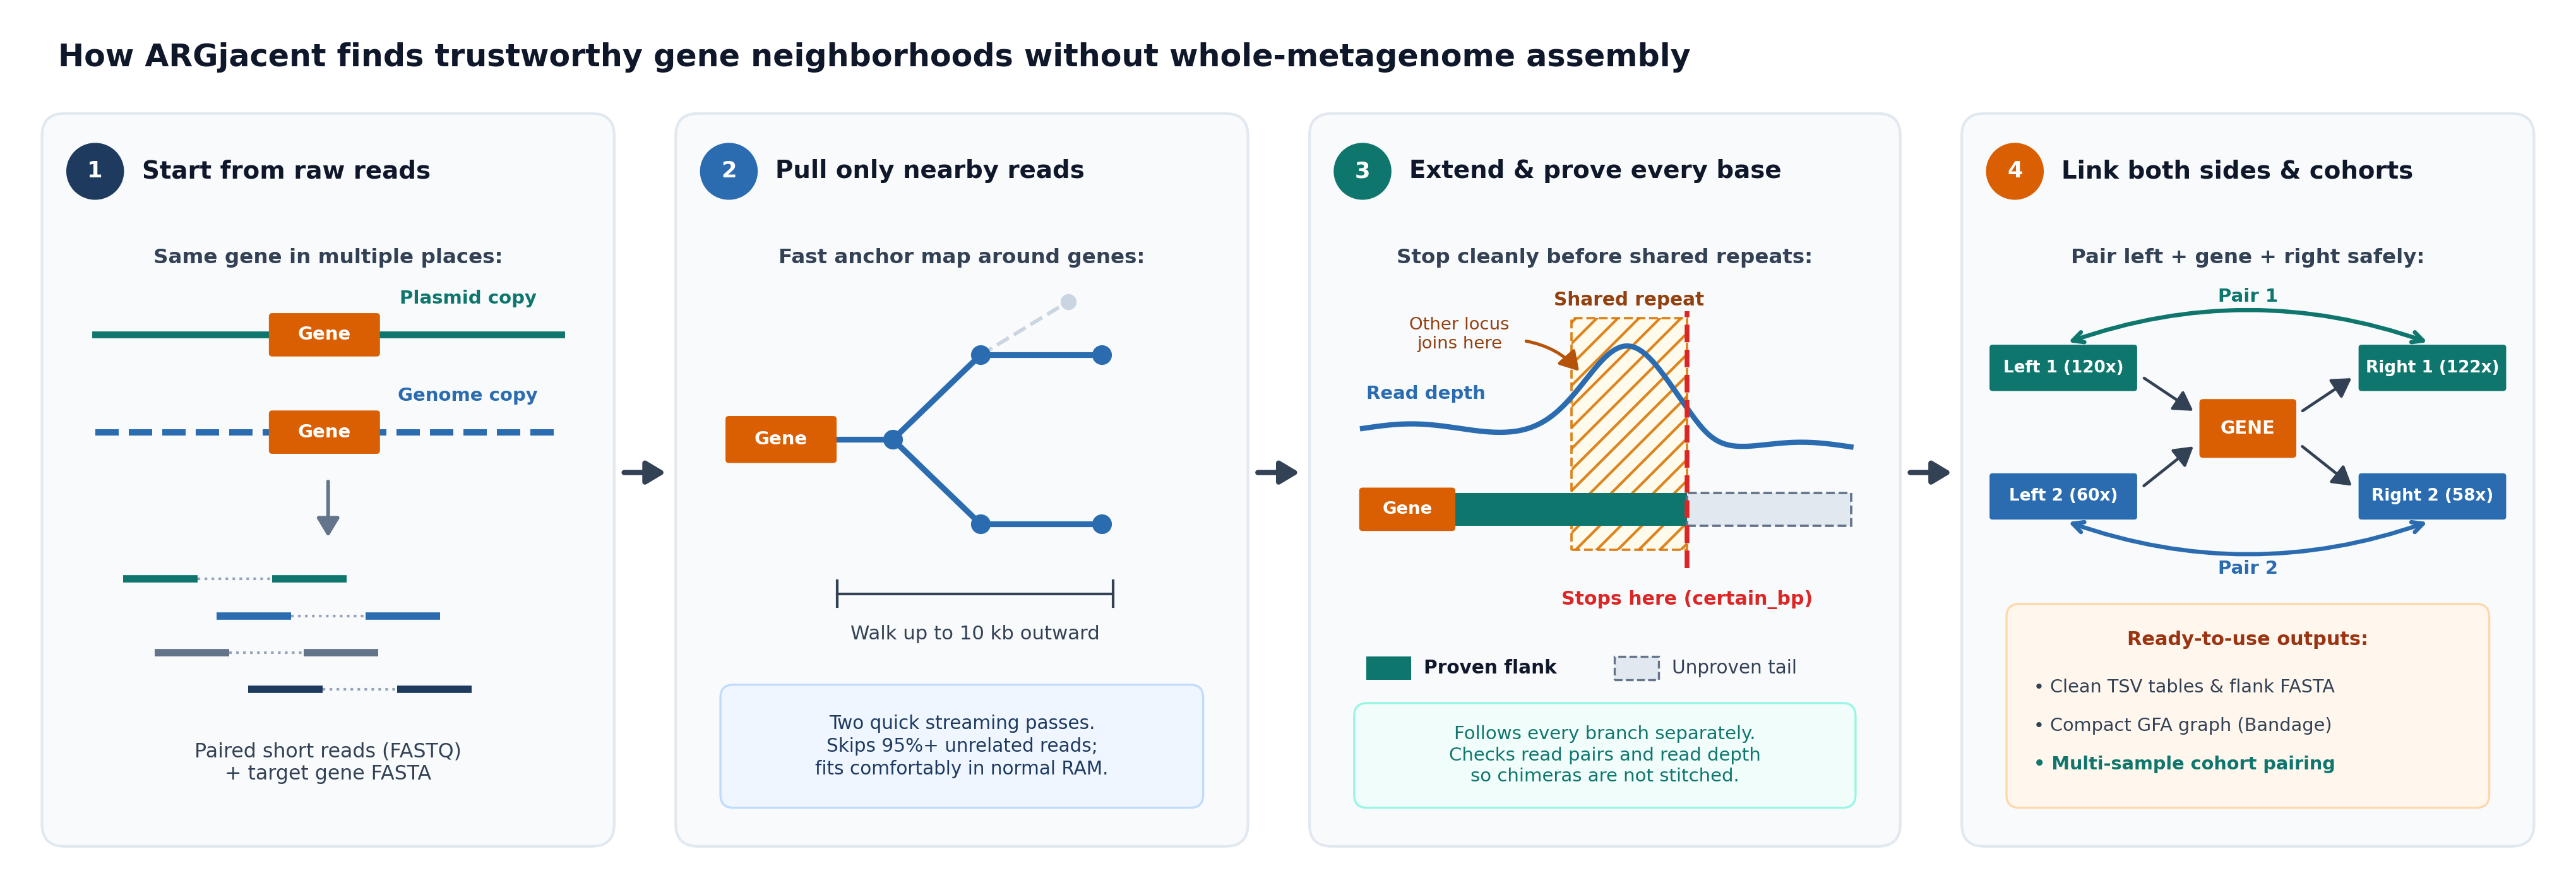 How ARGjacent finds trustworthy gene neighborhoods without whole-metagenome assembly
1
Start from raw reads
Same gene in multiple places:
Plasmid copy
Gene
Genome copy
Gene
Paired short reads (FASTQ)
+ target gene FASTA
2
Pull only nearby reads
Fast anchor map around genes:
Gene
Walk up to 10 kb outward
Two quick streaming passes.
Skips 95%+ unrelated reads;
fits comfortably in normal RAM.
3
Extend & prove every base
Stop cleanly before shared repeats:
Shared repeat
Other locus
joins here
Read depth
Gene
Stops here (certain_bp)
Proven flank
Unproven tail
Follows every branch separately.
Checks read pairs and read depth
so chimeras are not stitched.
4
Link both sides & cohorts
Pair left + gene + right safely:
Pair 1
Left 1 (120x)
Right 1 (122x)
GENE
Left 2 (60x)
Right 2 (58x)
Pair 2
Ready-to-use outputs:
• Clean TSV tables & flank FASTA
• Compact GFA graph (Bandage)
• Multi-sample cohort pairing